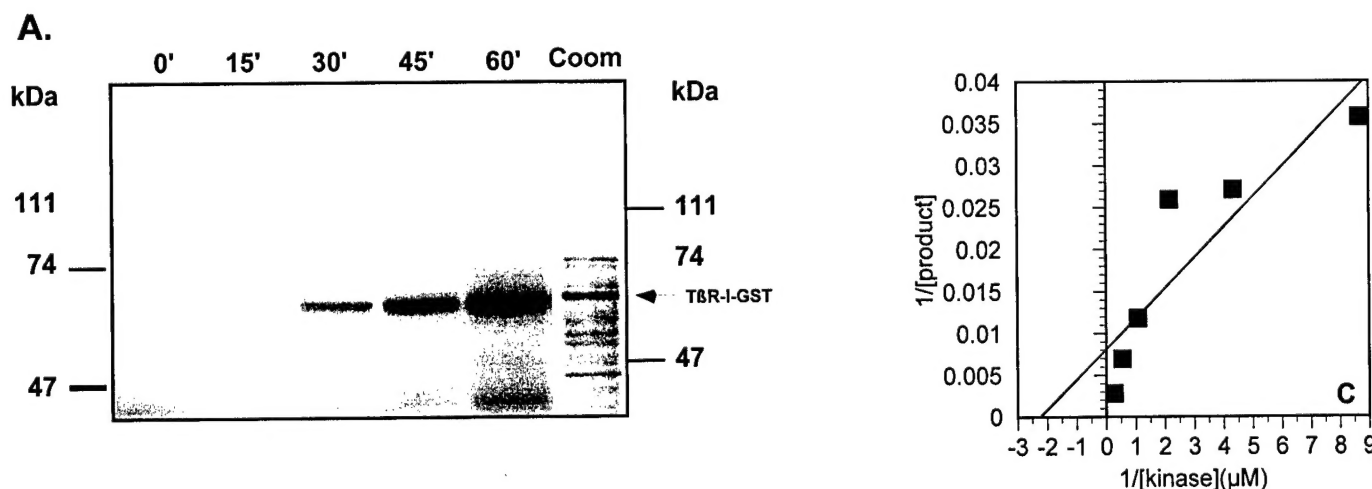 A.
0' 15' 30' 45' 60' Coom
kDa
kDa
111
111
74
74
TßR-I-GST
47
47
0.04
0.035
0.03
0.025
0.02
0.015
0.01
0.005
0
1/[product]
C
-3 -2 -1 0 1 2 3 4 5 6 7 8 9
1/[kinase](µM)